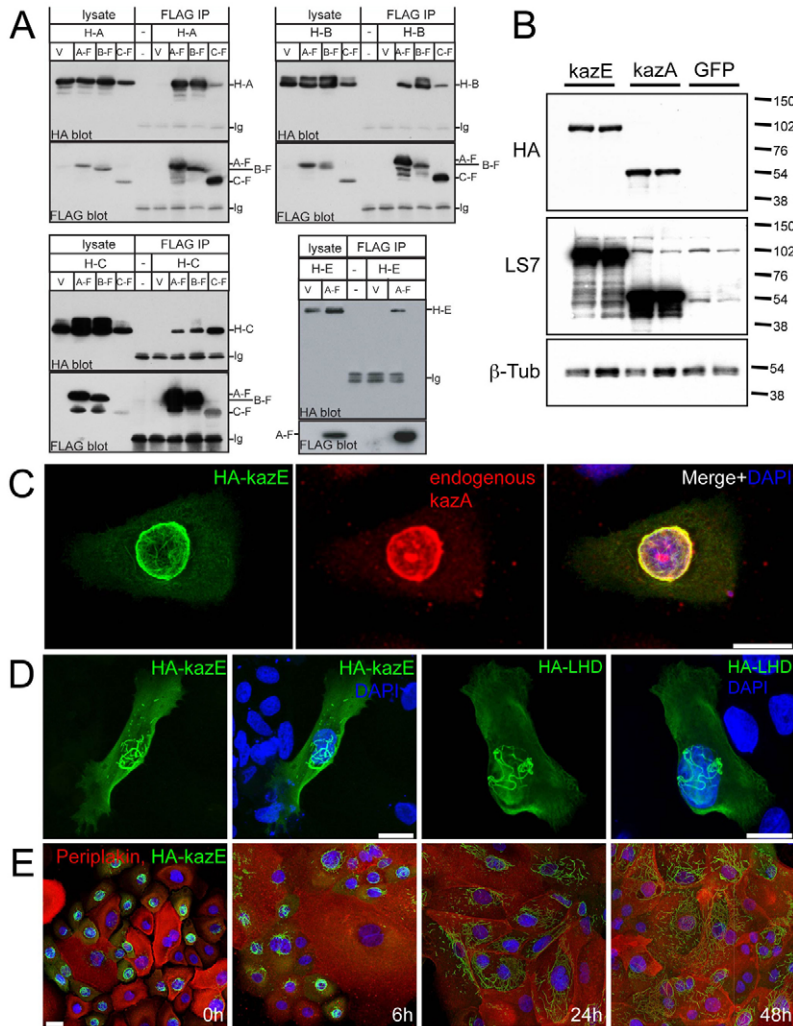 A
lysate FLAG IP
H-A - H-A
V A-F B-F C-F - V A-F B-F C-F
H-A
Ig
HA blot
A-F
B-F
C-F
Ig
FLAG blot
lysate FLAG IP
H-B - H-B
V A-F B-F C-F - V A-F B-F C-F
H-B
Ig
HA blot
A-F
B-F
C-F
Ig
FLAG blot
lysate FLAG IP
H-C - H-C
V A-F B-F C-F - V A-F B-F C-F
H-C
Ig
HA blot
A-F
B-F
C-F
Ig
FLAG blot
lysate FLAG IP
H-E - H-E
V A-F - V A-F
H-E
Ig
HA blot
A-F
FLAG blot
B
kazE kazA GFP
HA
150
102
76
54
38
LS7
150
102
76
54
38
β-Tub
54
38
C
HA-kazE
endogenous
kazA
Merge+DAPI
D
HA-kazE
HA-kazE
DAPI
HA-LHD
HA-LHD
DAPI
E
Periplakin, HA-kazE
0h
6h
24h
48h